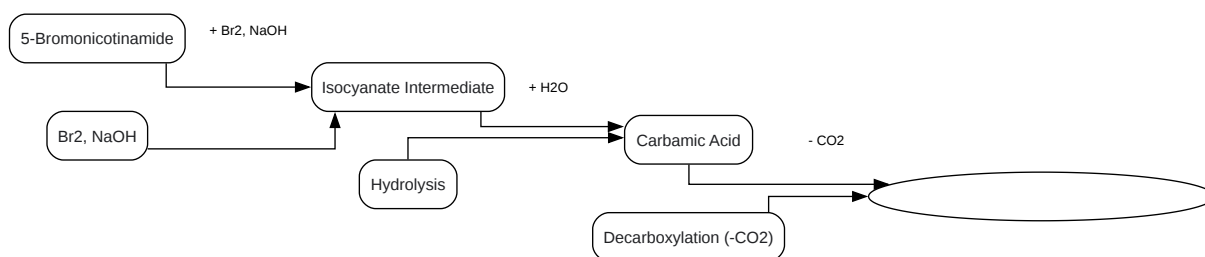 5-Bromonicotinamide
+ Br2, NaOH
Isocyanate Intermediate
+ H2O
Br2, NaOH
Carbamic Acid
- CO2
Hydrolysis
Decarboxylation (-CO2)